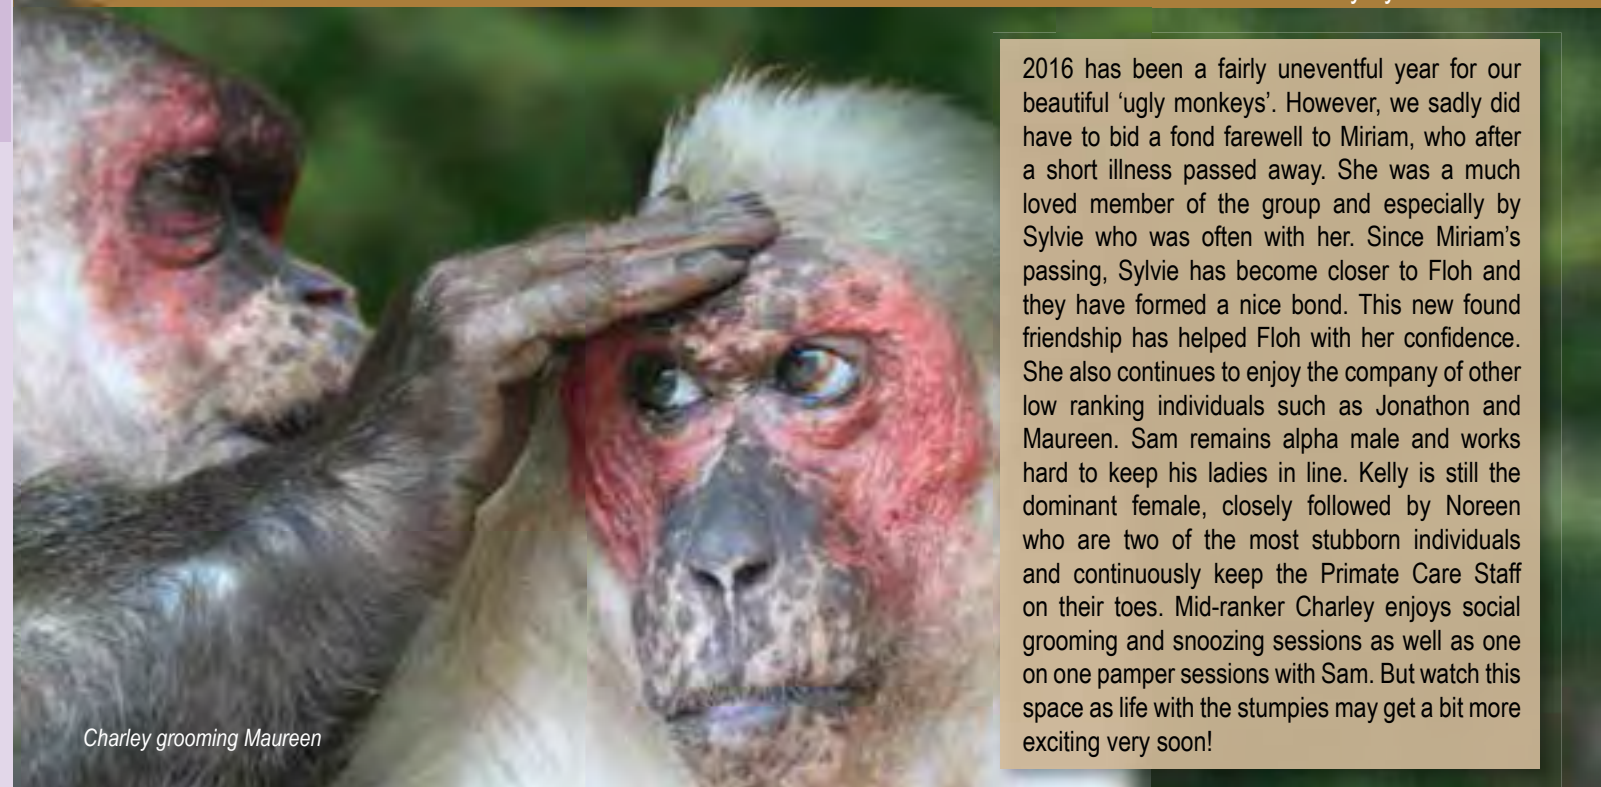 2016 has been a fairly uneventful year for our
beautiful ‘ugly monkeys’. However, we sadly did
have to bid a fond farewell to Miriam, who after
a short illness passed away. She was a much
loved member of the group and especially by
Sylvie who was often with her. Since Miriam’s
passing, Sylvie has become closer to Floh and
they have formed a nice bond. This new found
friendship has helped Floh with her confidence.
She also continues to enjoy the company of other
low ranking individuals such as Jonathon and
Maureen. Sam remains alpha male and works
hard to keep his ladies in line. Kelly is still the
dominant female, closely followed by Noreen
who are two of the most stubborn individuals
and continuously keep the Primate Care Staff
on their toes. Mid-ranker Charley enjoys social
grooming and snoozing sessions as well as one
on one pamper sessions with Sam. But watch this
space as life with the stumpies may get a bit more
exciting very soon!
Charley grooming Maureen